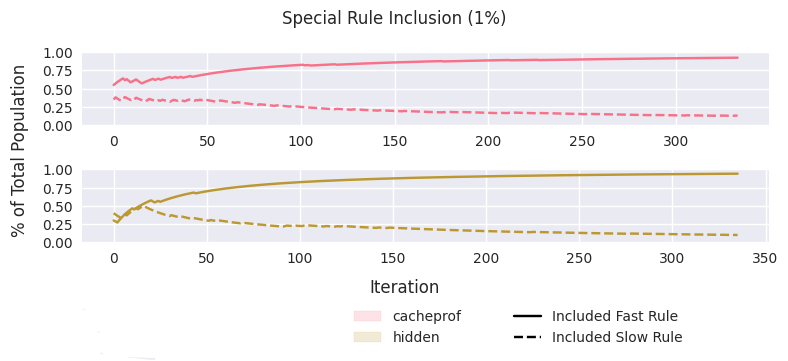 Special Rule Inclusion (1%)
% of Total Population
1.00
0.75
0.50
0.25
0.00
0 50 100 150 200 250 300
1.00
0.75
0.50
0.25
0.00
0 50 100 150 200 250 300 350
Iteration
cacheprof
hidden
Included Fast Rule
Included Slow Rule